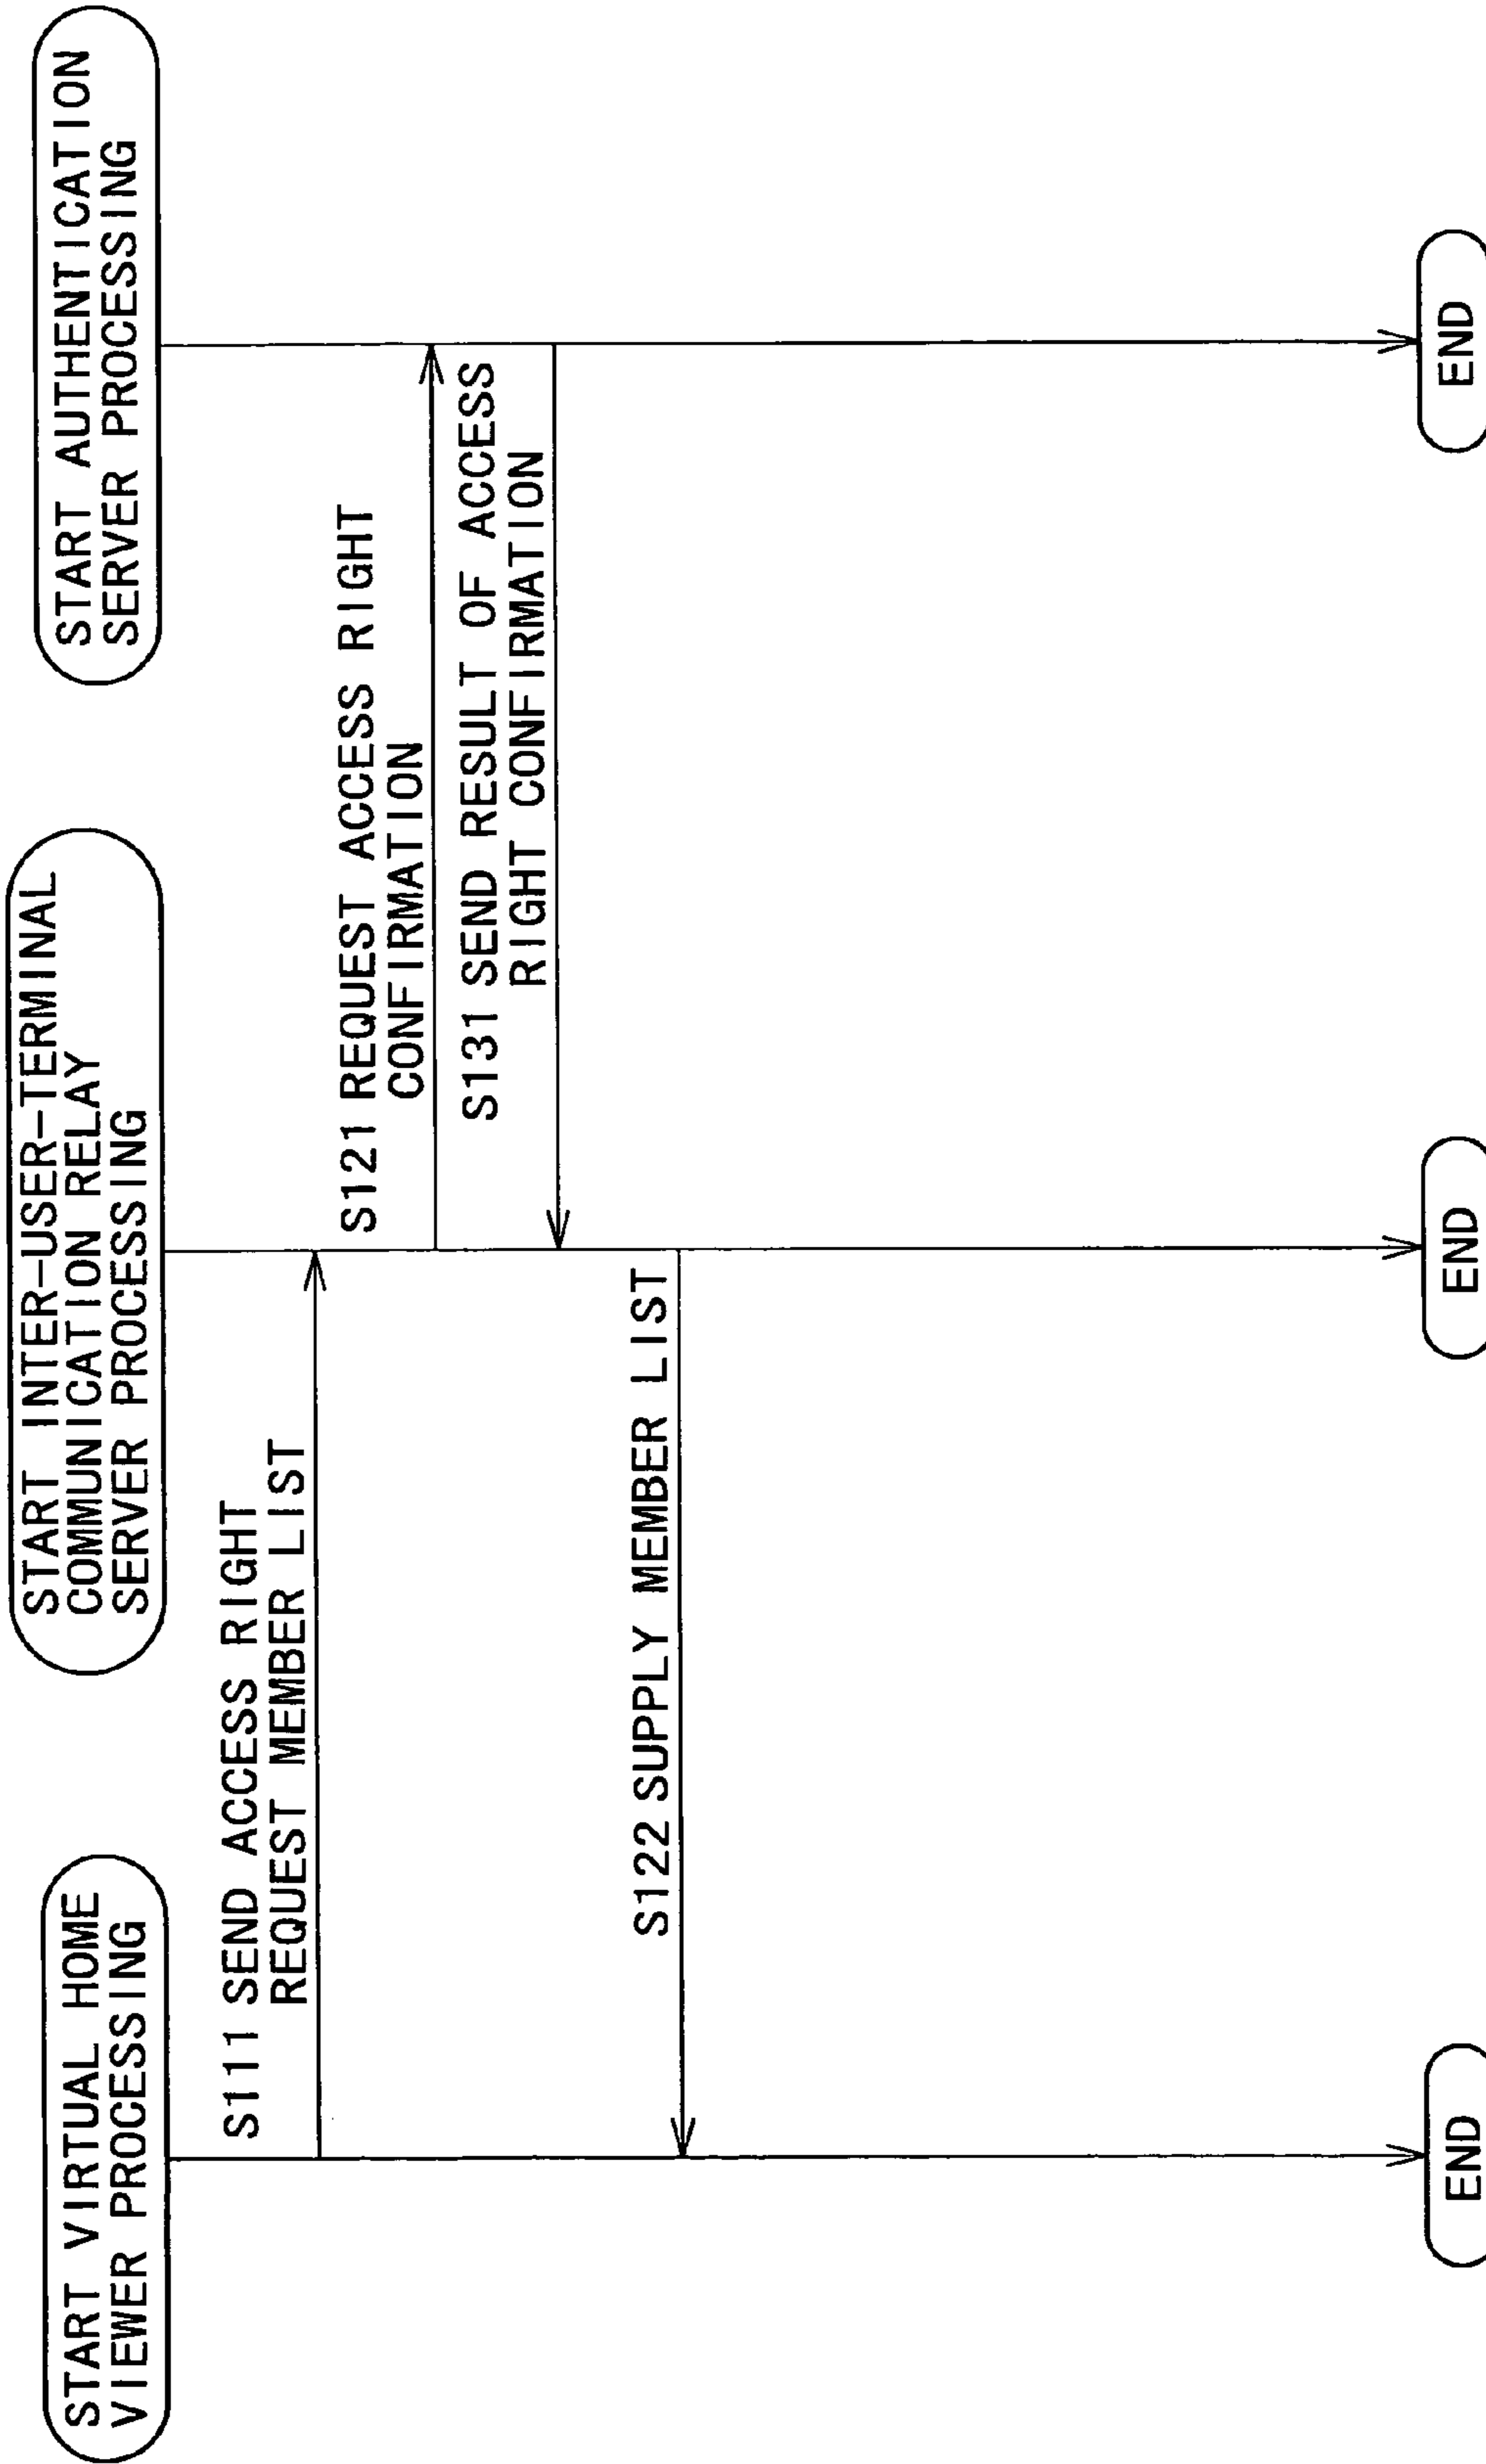 START VIRTUAL HOME
VIEWER PROCESSING
START INTER-USER-TERMINAL
COMMUNICATION RELAY
SERVER PROCESSING
START AUTHENTICATION
SERVER PROCESSING
S111 SEND ACCESS RIGHT
REQUEST MEMBER LIST
S121 REQUEST ACCESS RIGHT
CONFIRMATION
S131 SEND RESULT OF ACCESS
RIGHT CONFIRMATION
S122 SUPPLY MEMBER LIST
END
END
END